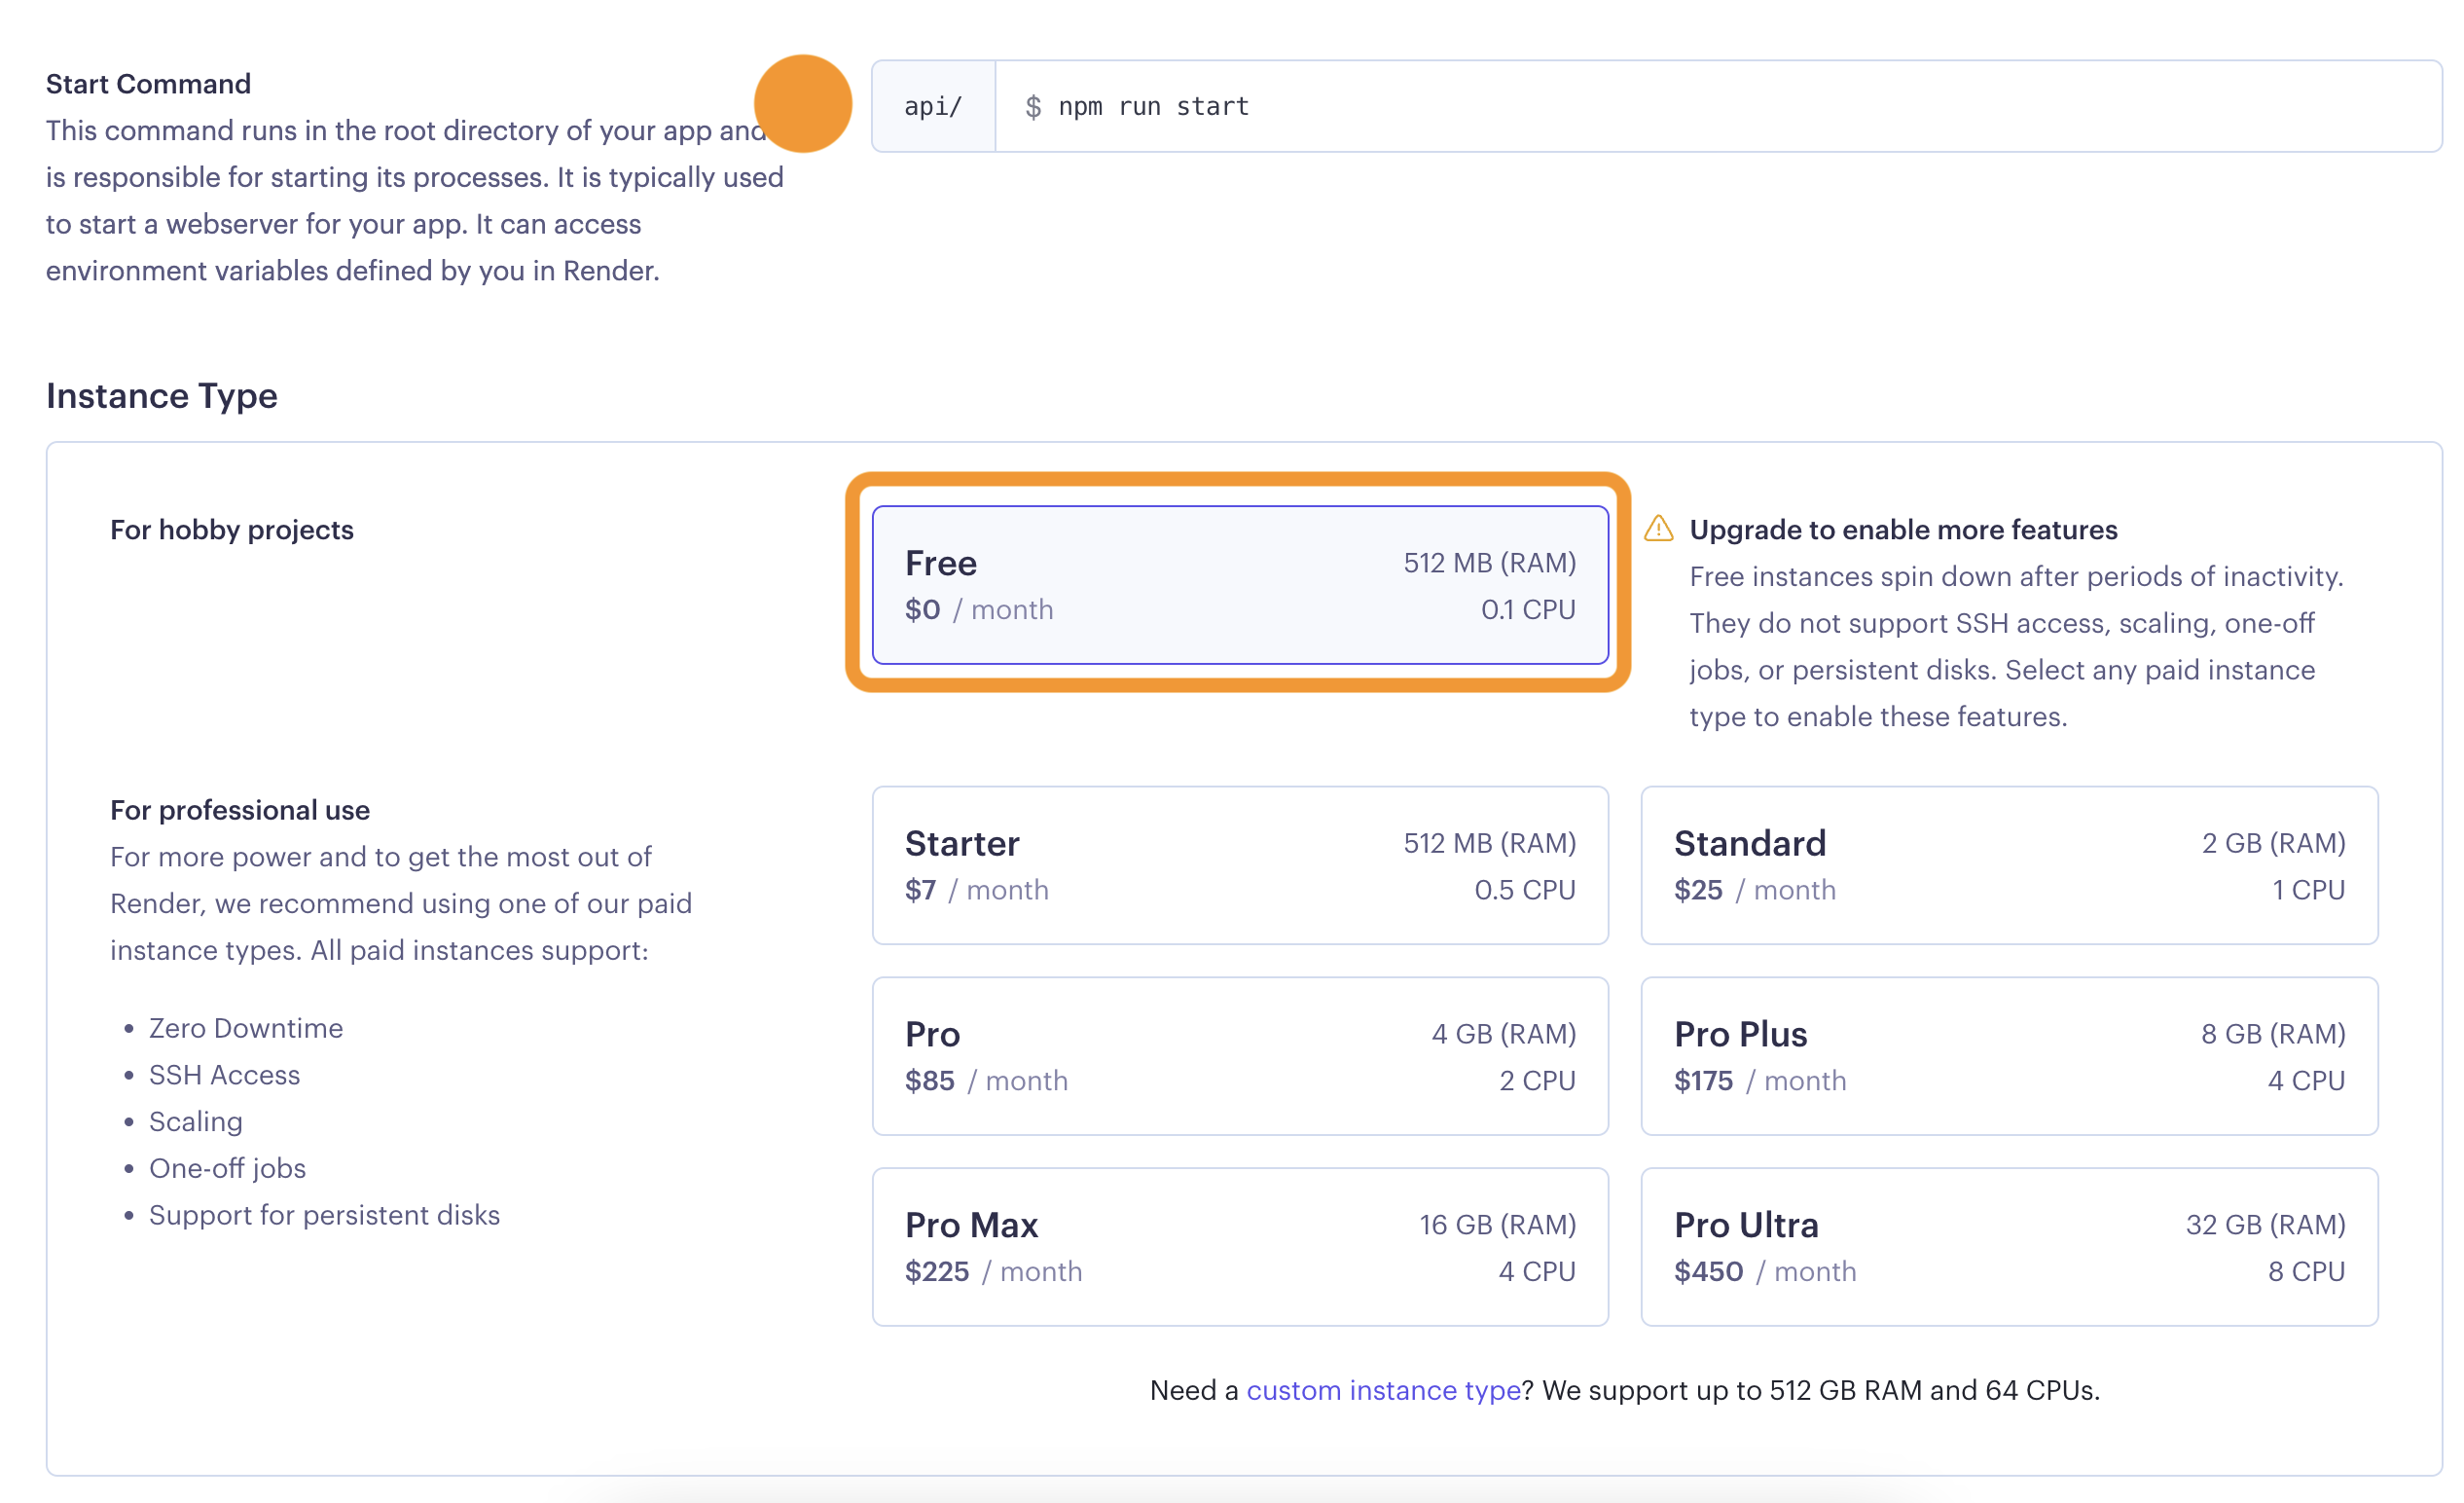 Start Command
This command runs in the root directory of your app and
is responsible for starting its processes. It is typically used
to start a webserver for your app. It can access
environment variables defined by you in Render.
api/ $ npm run start
Instance Type
For hobby projects
Free 512 MB (RAM)
$0 / month 0.1 CPU
Upgrade to enable more features
Free instances spin down after periods of inactivity.
They do not support SSH access, scaling, one-off
jobs, or persistent disks. Select any paid instance
type to enable these features.
For professional use
For more power and to get the most out of
Render, we recommend using one of our paid
instance types. All paid instances support:
• Zero Downtime
• SSH Access
• Scaling
• One-off jobs
• Support for persistent disks
Starter 512 MB (RAM)
$7 / month 0.5 CPU
Standard 2 GB (RAM)
$25 / month 1 CPU
Pro 4 GB (RAM)
$85 / month 2 CPU
Pro Plus 8 GB (RAM)
$175 / month 4 CPU
Pro Max 16 GB (RAM)
$225 / month 4 CPU
Pro Ultra 32 GB (RAM)
$450 / month 8 CPU
Need a custom instance type? We support up to 512 GB RAM and 64 CPUs.